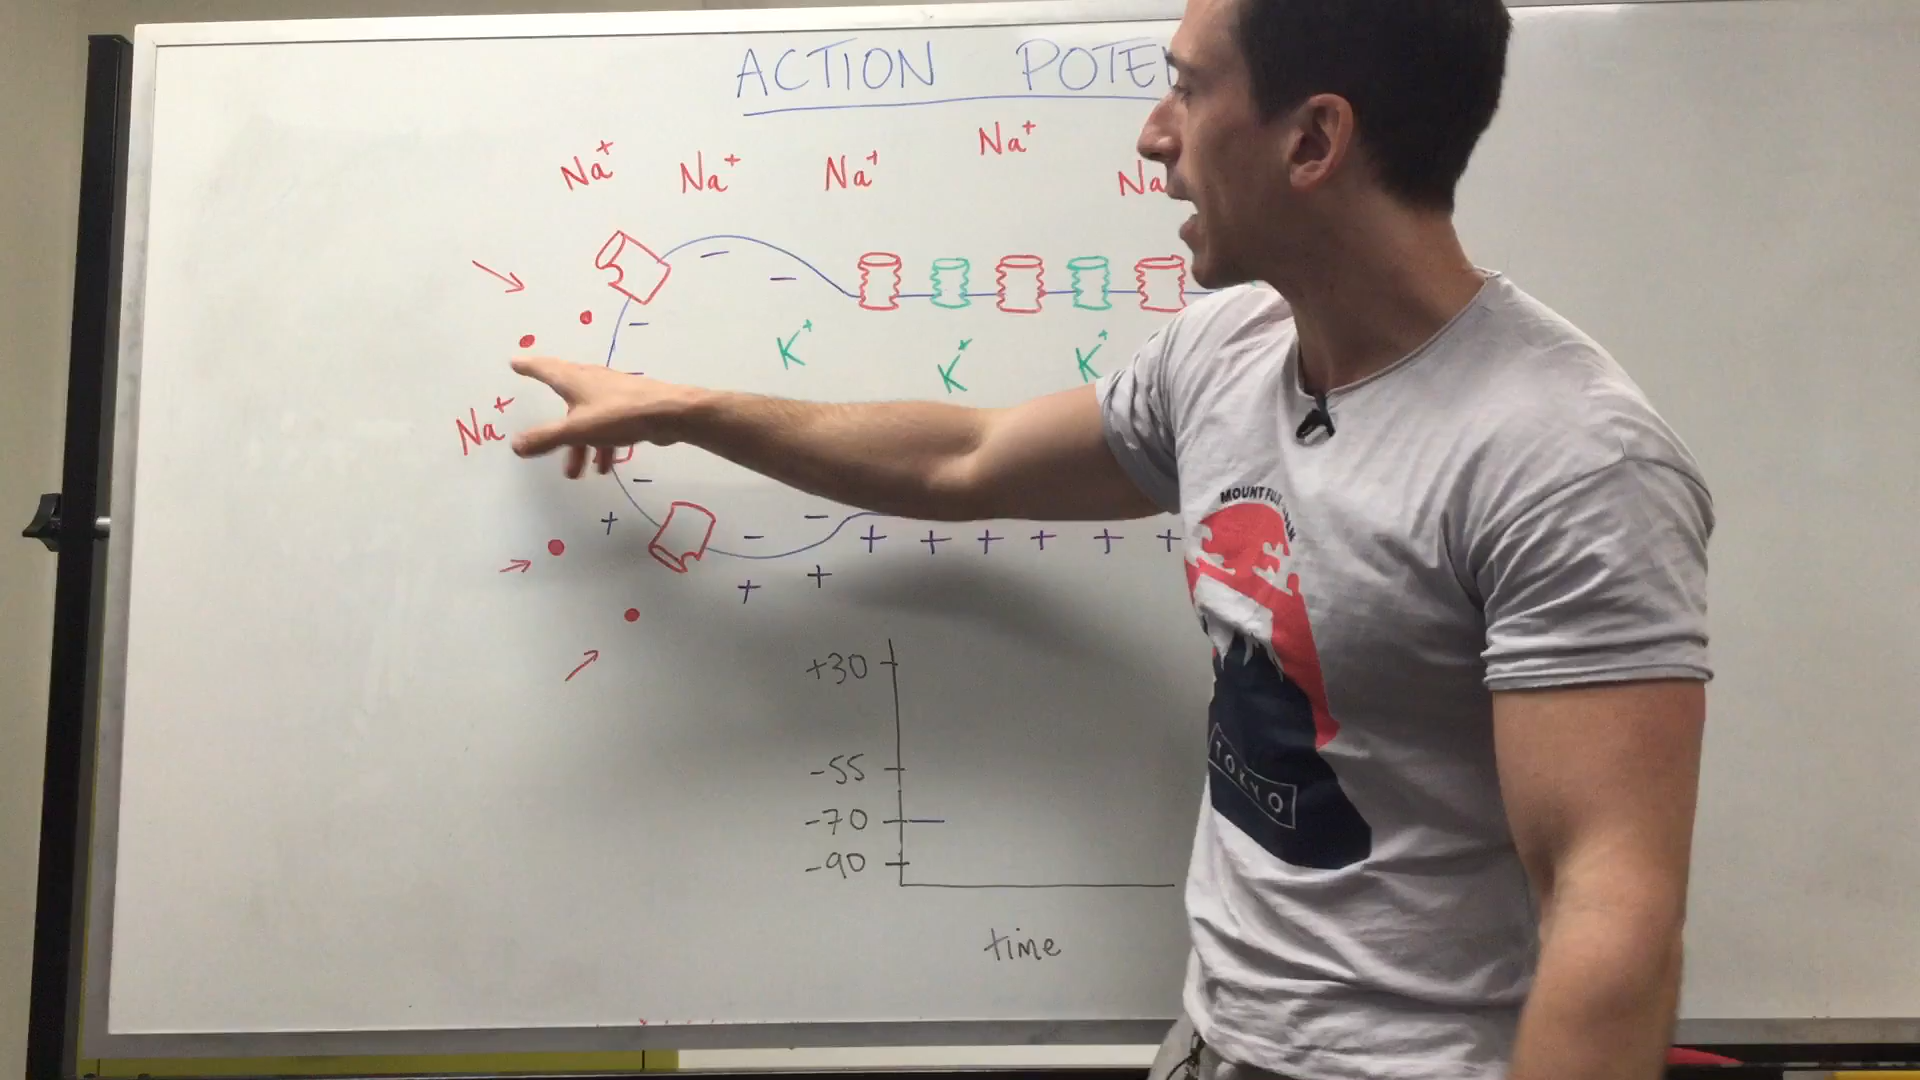 ACTION POTE
Na⁺ Na⁺ Na⁺ Na⁺ Na
K⁺ K⁺ K⁺
Na⁺
- - - - - - -
+ + + + + + + + +
+30
-55
-70
-90
time
MOUNT FUJI
TOKYO